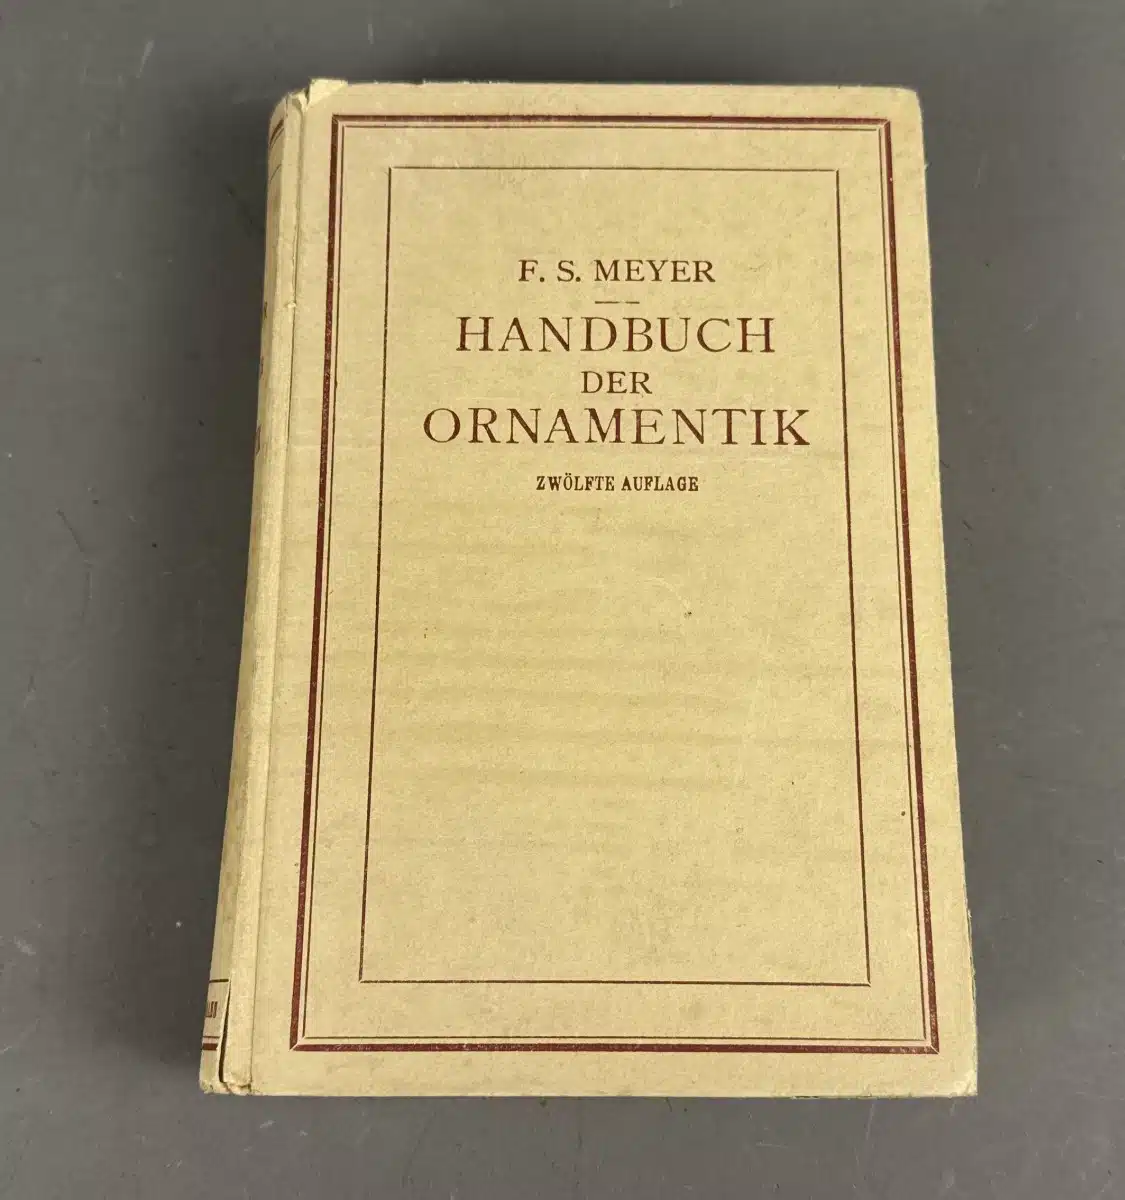 F. S. MEYER
HANDBUCH
DER
ORNAMENTIK
ZWÖLFTE AUFLAGE